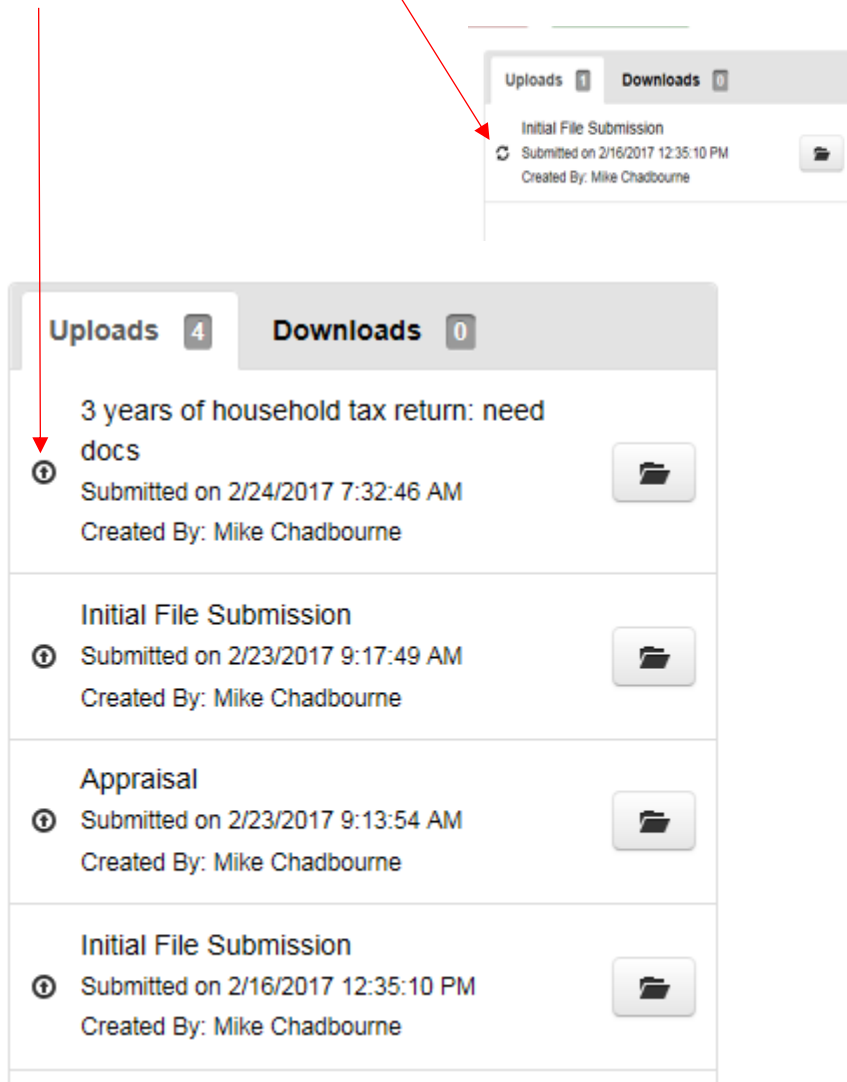 Uploads 1 Downloads 0
Initial File Submission
Submitted on 2/16/2017 12:35:10 PM
Created By: Mike Chadbourne
Uploads 4 Downloads 0
3 years of household tax return: need
docs
Submitted on 2/24/2017 7:32:46 AM
Created By: Mike Chadbourne
Initial File Submission
Submitted on 2/23/2017 9:17:49 AM
Created By: Mike Chadbourne
Appraisal
Submitted on 2/23/2017 9:13:54 AM
Created By: Mike Chadbourne
Initial File Submission
Submitted on 2/16/2017 12:35:10 PM
Created By: Mike Chadbourne